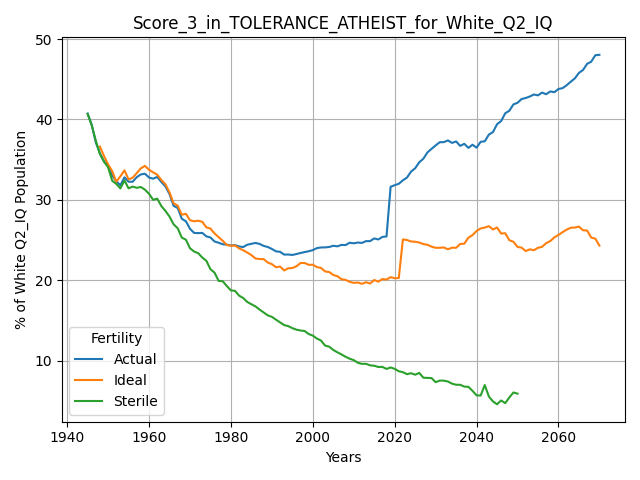 Score_3_in_TOLERANCE_ATHEIST_for_White_Q2_IQ
% of White Q2_IQ Population
50
40
30
20
10
Fertility
Actual
Ideal
Sterile
1940 1960 1980 2000 2020 2040 2060
Years